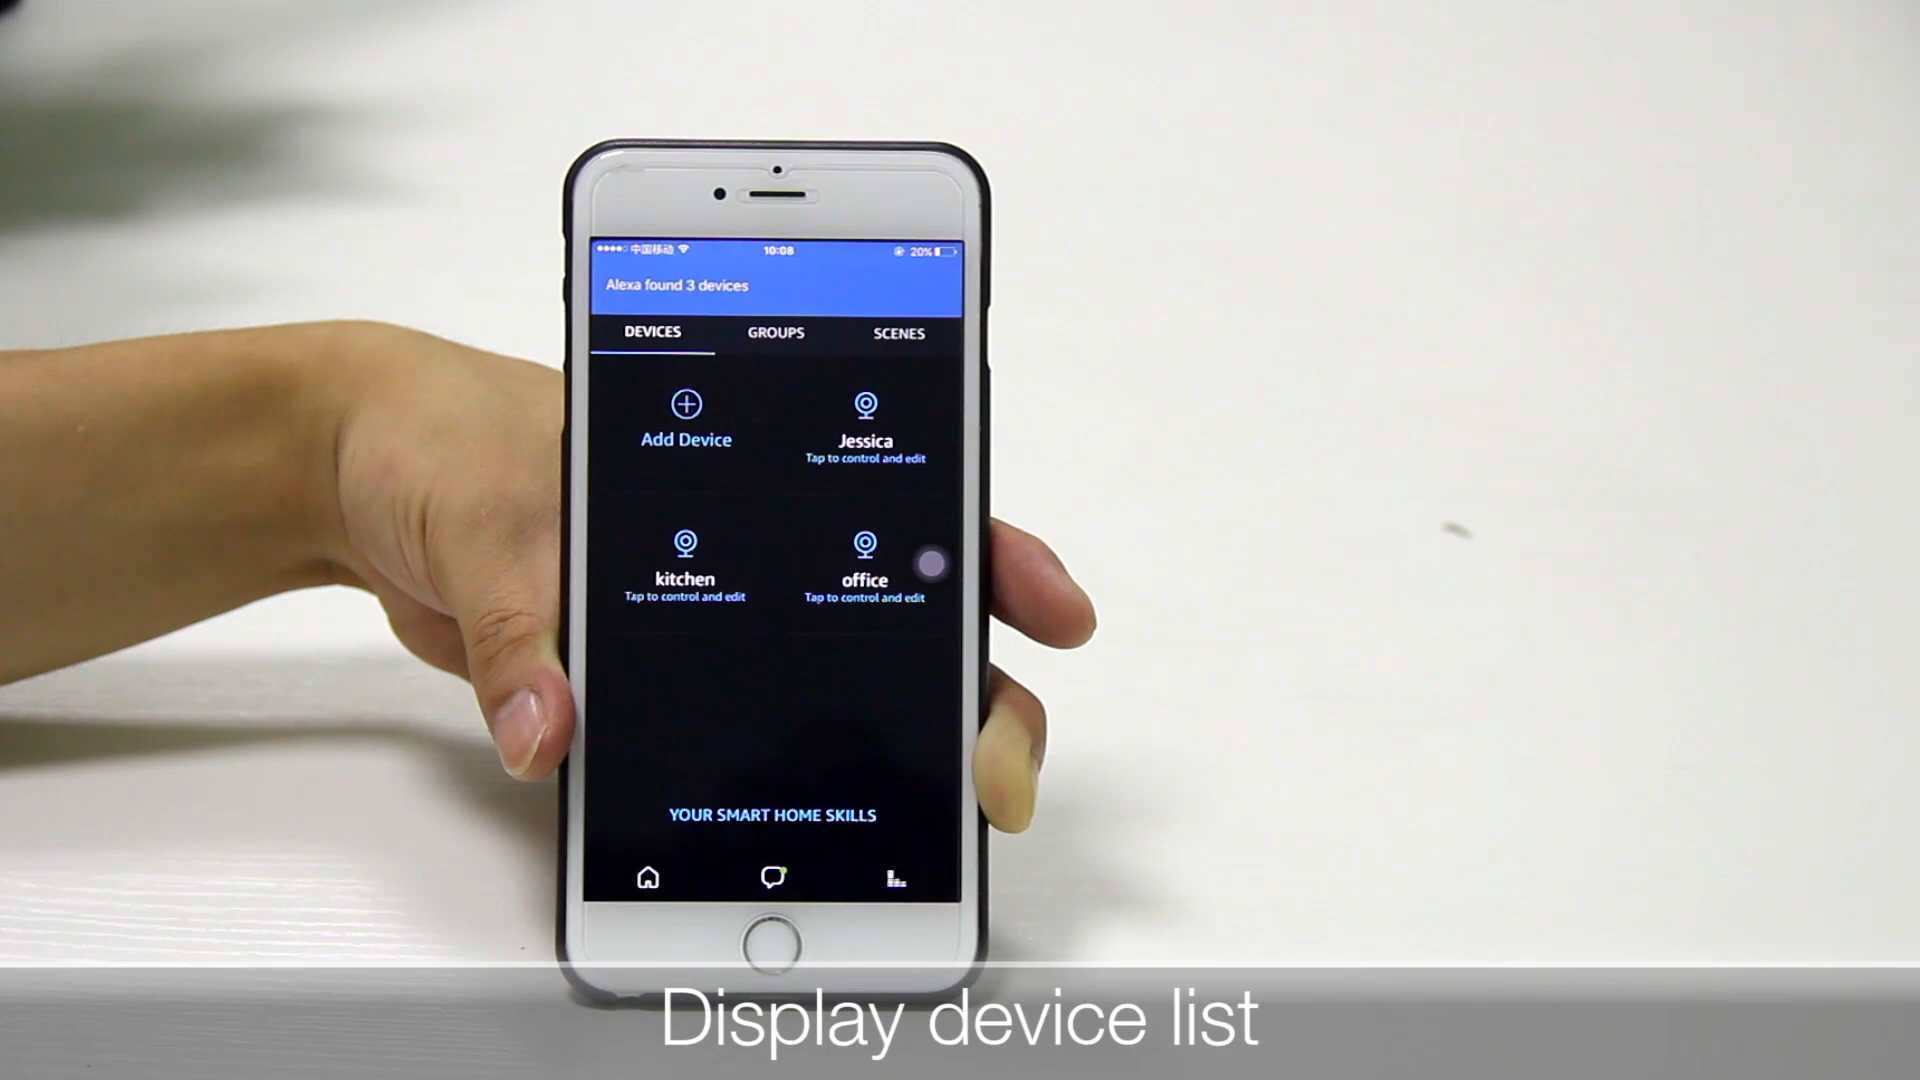 中国移动 10:08 20%
Alexa found 3 devices
DEVICES GROUPS SCENES
Add Device
Jessica
Tap to control and edit
kitchen
Tap to control and edit
office
Tap to control and edit
YOUR SMART HOME SKILLS
Display device list